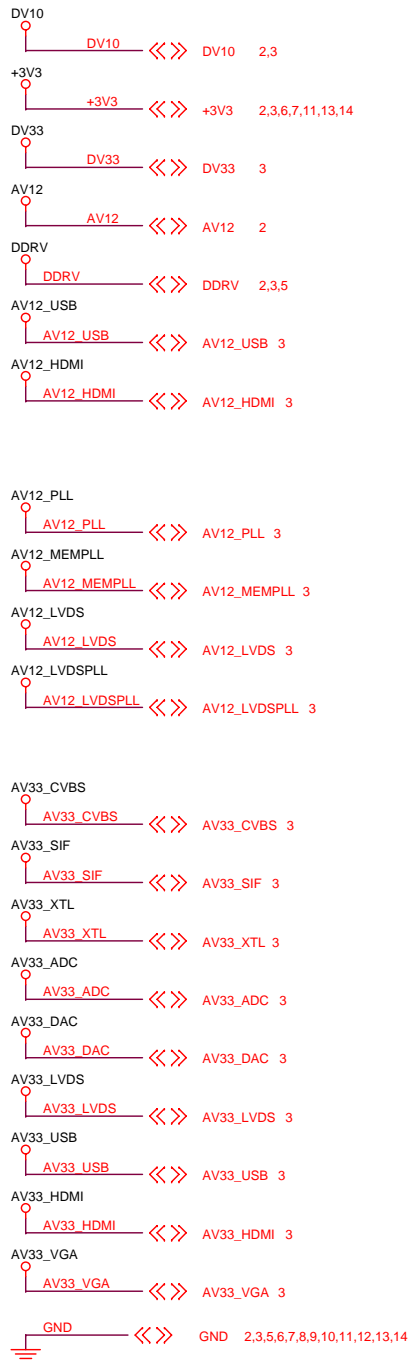 DV10
DV10 DV10 2,3
+3V3
+3V3 +3V3 2,3,6,7,11,13,14
DV33
DV33 DV33 3
AV12
AV12 AV12 2
DDRV
DDRV DDRV 2,3,5
AV12_USB
AV12_USB AV12_USB 3
AV12_HDMI
AV12_HDMI AV12_HDMI 3
AV12_PLL
AV12_PLL AV12_PLL 3
AV12_MEMPLL
AV12_MEMPLL AV12_MEMPLL 3
AV12_LVDS
AV12_LVDS AV12_LVDS 3
AV12_LVDSPLL
AV12_LVDSPLL AV12_LVDSPLL 3
AV33_CVBS
AV33_CVBS AV33_CVBS 3
AV33_SIF
AV33_SIF AV33_SIF 3
AV33_XTL
AV33_XTL AV33_XTL 3
AV33_ADC
AV33_ADC AV33_ADC 3
AV33_DAC
AV33_DAC AV33_DAC 3
AV33_LVDS
AV33_LVDS AV33_LVDS 3
AV33_USB
AV33_USB AV33_USB 3
AV33_HDMI
AV33_HDMI AV33_HDMI 3
AV33_VGA
AV33_VGA AV33_VGA 3
GND GND 2,3,5,6,7,8,9,10,11,12,13,14